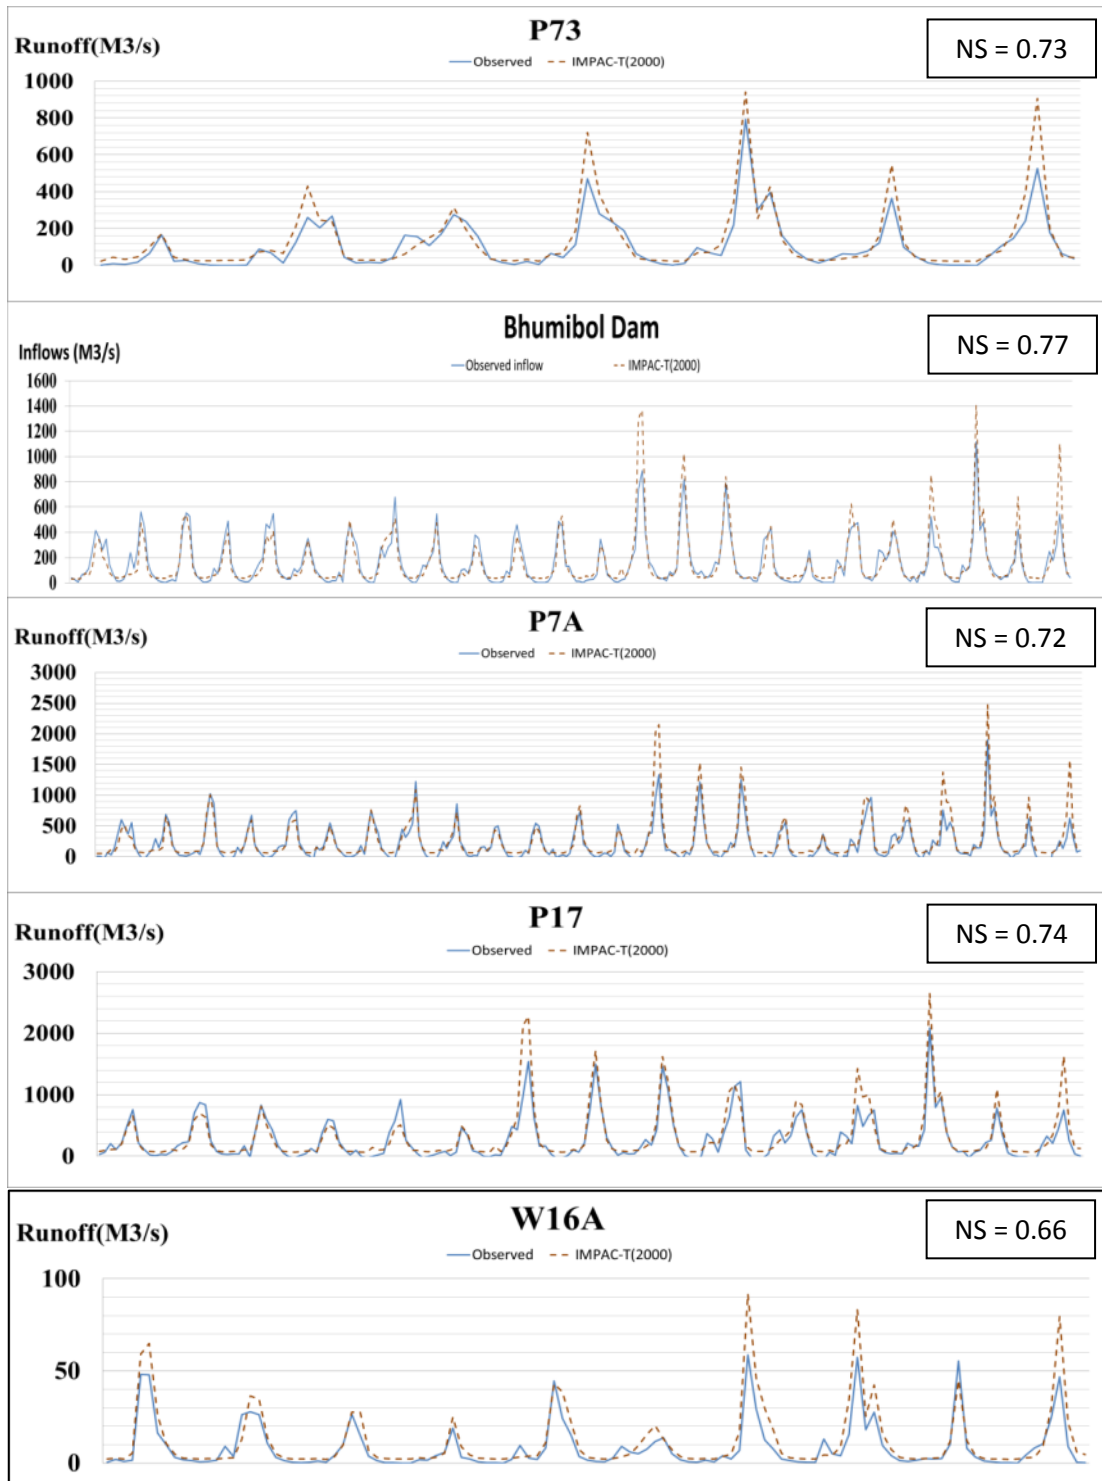 P73
Runoff(M3/s)
NS = 0.73
Observed IMPAC-T(2000)
1000
800
600
400
200
0
Bhumibol Dam
Inflows (M3/s)
NS = 0.77
Observed inflow IMPAC-T(2000)
1600
1400
1200
1000
800
600
400
200
0
P7A
Runoff(M3/s)
NS = 0.72
Observed IMPAC-T(2000)
3000
2500
2000
1500
1000
500
0
P17
Runoff(M3/s)
NS = 0.74
Observed IMPAC-T(2000)
3000
2000
1000
0
W16A
Runoff(M3/s)
NS = 0.66
Observed IMPAC-T(2000)
100
50
0